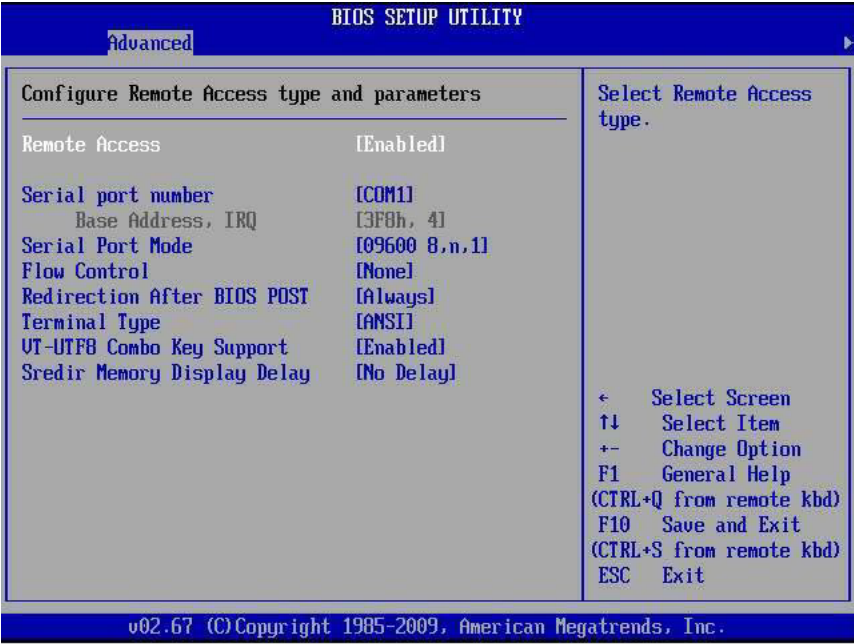 BIOS SETUP UTILITY
Advanced
Configure Remote Access type and parameters
Remote Access [Enabled]
Serial port number [COM1]
Base Address, IRQ [3F8h, 4]
Serial Port Mode [09600 8,n,1]
Flow Control [None]
Redirection After BIOS POST [Always]
Terminal Type [ANSI]
VT-UTF8 Combo Key Support [Enabled]
Sredir Memory Display Delay [No Delay]
Select Remote Access
type.
← Select Screen
↑↓ Select Item
+- Change Option
F1 General Help
(CTRL+Q from remote kbd)
F10 Save and Exit
(CTRL+S from remote kbd)
ESC Exit
v02.67 (C)Copyright 1985-2009, American Megatrends, Inc.